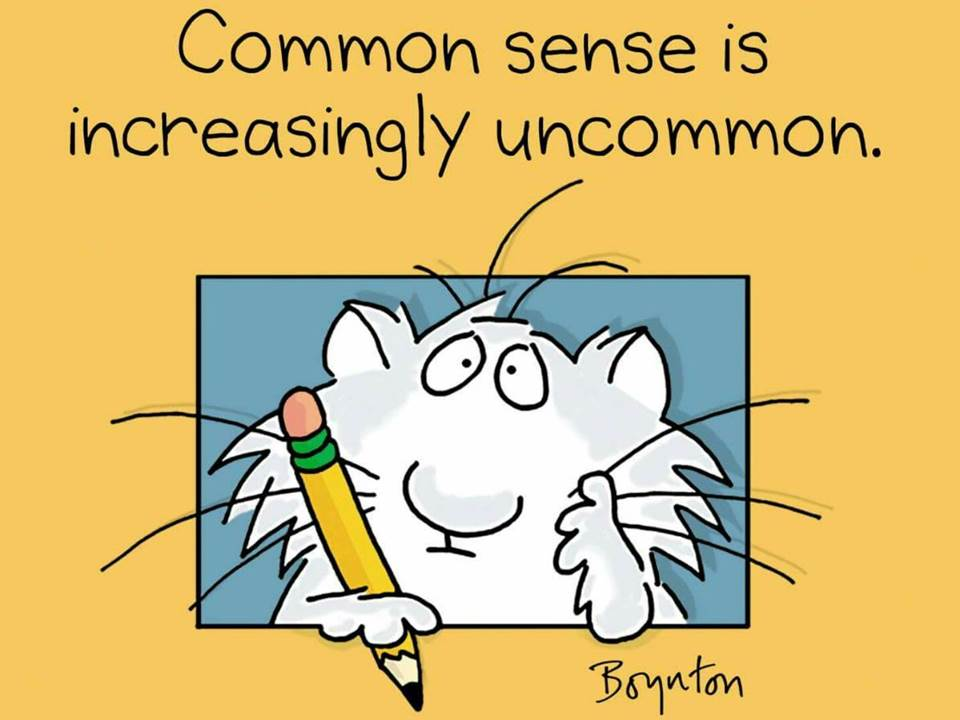 Common sense is
increasingly uncommon.
Boynton